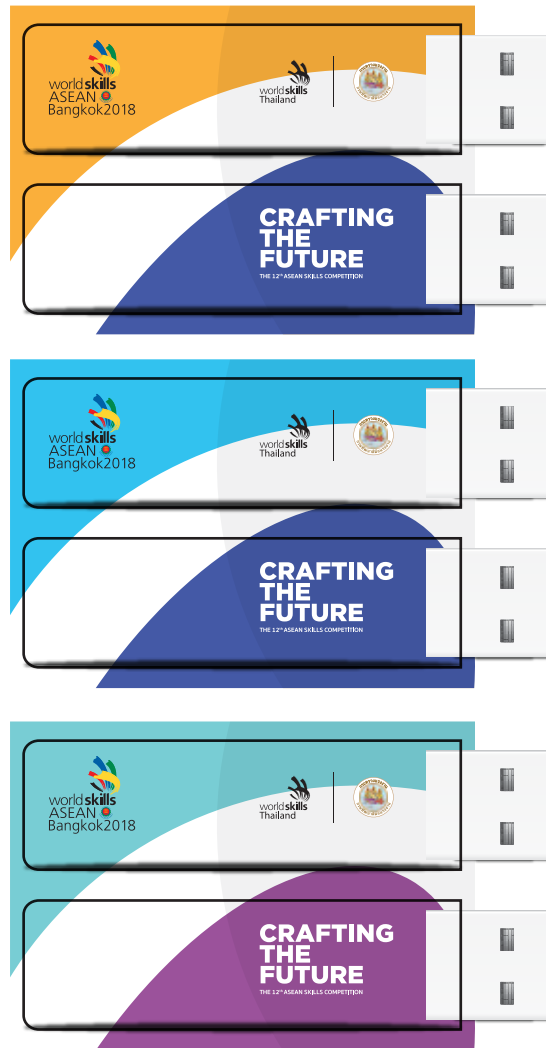 worldskills
ASEAN
Bangkok2018
worldskills
Thailand
CRAFTING
THE
FUTURE
THE 12th ASEAN SKILLS COMPETITION
worldskills
ASEAN
Bangkok2018
worldskills
Thailand
CRAFTING
THE
FUTURE
THE 12th ASEAN SKILLS COMPETITION
worldskills
ASEAN
Bangkok2018
worldskills
Thailand
CRAFTING
THE
FUTURE
THE 12th ASEAN SKILLS COMPETITION